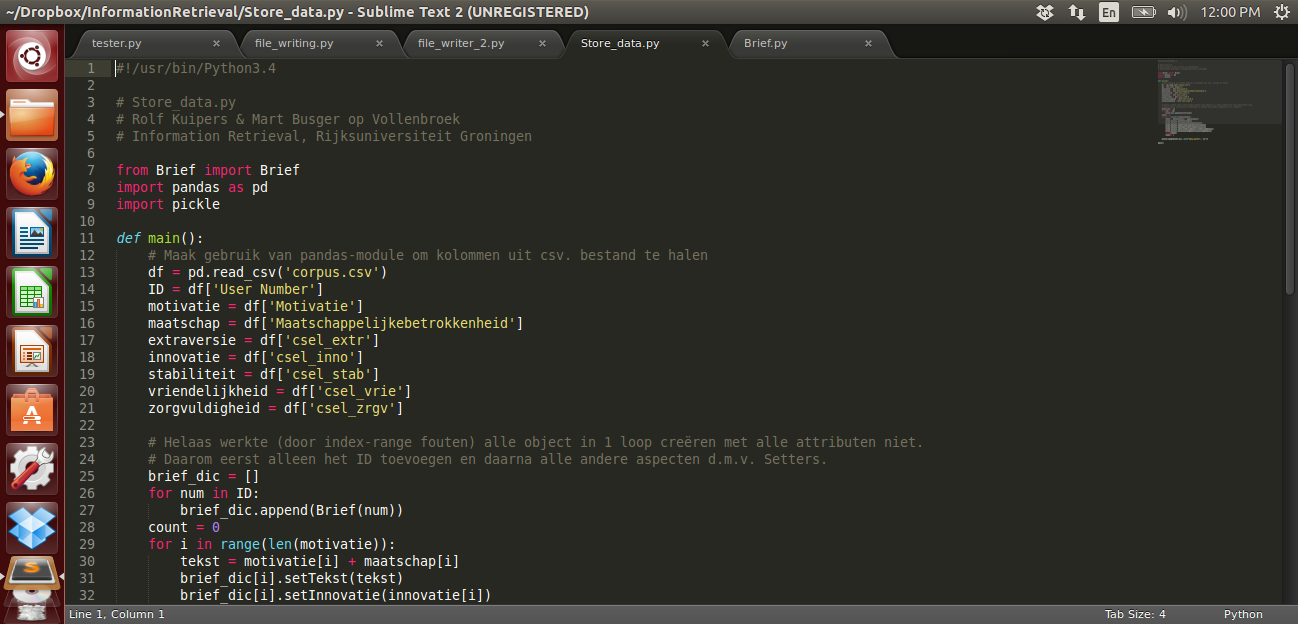 ~/Dropbox/InformationRetrieval/Store_data.py - Sublime Text 2 (UNREGISTERED)
En
12:00 PM
tester.py × file_writing.py × file_writer_2.py × Store_data.py × Brief.py ×
1 #!/usr/bin/Python3.4
2
3 # Store_data.py
4 # Rolf Kuipers & Mart Busger op Vollenbroek
5 # Information Retrieval, Rijksuniversiteit Groningen
6
7 from Brief import Brief
8 import pandas as pd
9 import pickle
10
11 def main():
12     # Maak gebruik van pandas-module om kolommen uit csv. bestand te halen
13     df = pd.read_csv('corpus.csv')
14     ID = df['User Number']
15     motivatie = df['Motivatie']
16     maatschap = df['Maatschappelijkebetrokkenheid']
17     extraversie = df['csel_extr']
18     innovatie = df['csel_inno']
19     stabiliteit = df['csel_stab']
20     vriendelijkheid = df['csel_vrie']
21     zorgvuldigheid = df['csel_zrgv']
22
23     # Helaas werkte (door index-range fouten) alle object in 1 loop creëren met alle attributen niet.
24     # Daarom eerst alleen het ID toevoegen en daarna alle andere aspecten d.m.v. Setters.
25     brief_dic = []
26     for num in ID:
27         brief_dic.append(Brief(num))
28     count = 0
29     for i in range(len(motivatie)):
30         tekst = motivatie[i] + maatschap[i]
31         brief_dic[i].setTekst(tekst)
32         brief_dic[i].setInnovatie(innovatie[i])
Line 1, Column 1
Tab Size: 4
Python